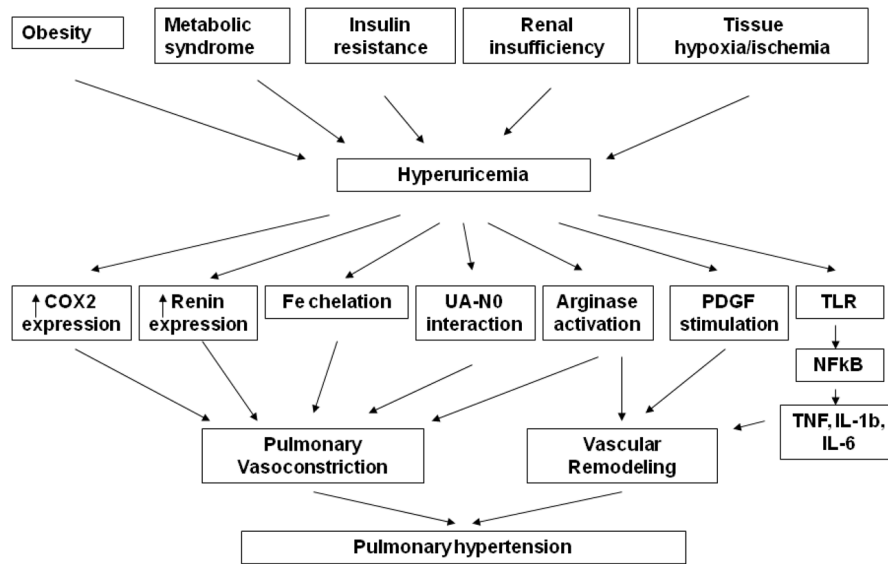 Obesity
Metabolic
syndrome
Insulin
resistance
Renal
insufficiency
Tissue
hypoxia/ischemia
Hyperuricemia
COX2
expression
Renin
expression
Fe chelation
UA-N0
interaction
Arginase
activation
PDGF
stimulation
TLR
NFkB
TNF, IL-1b,
IL-6
Pulmonary
Vasoconstriction
Vascular
Remodeling
Pulmonary hypertension